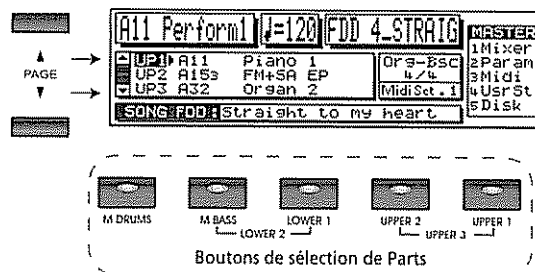 A11 Perform1 ♩=120 FDD 4_STRAIG
MASTER
1Mixer
2Param
3Midi
4UsrSt
5Disk
PAGE
UP1 A11 Piano 1
UP2 A15s FM+SA EP
UP3 A32 Organ 2
Org-Bsc
4/4
MidiSet.1
SONG FDD: Straight to my heart
M DRUMS M BASS LOWER 1 UPPER 2 UPPER 1
LOWER 2 UPPER 3
Boutons de sélection de Parts